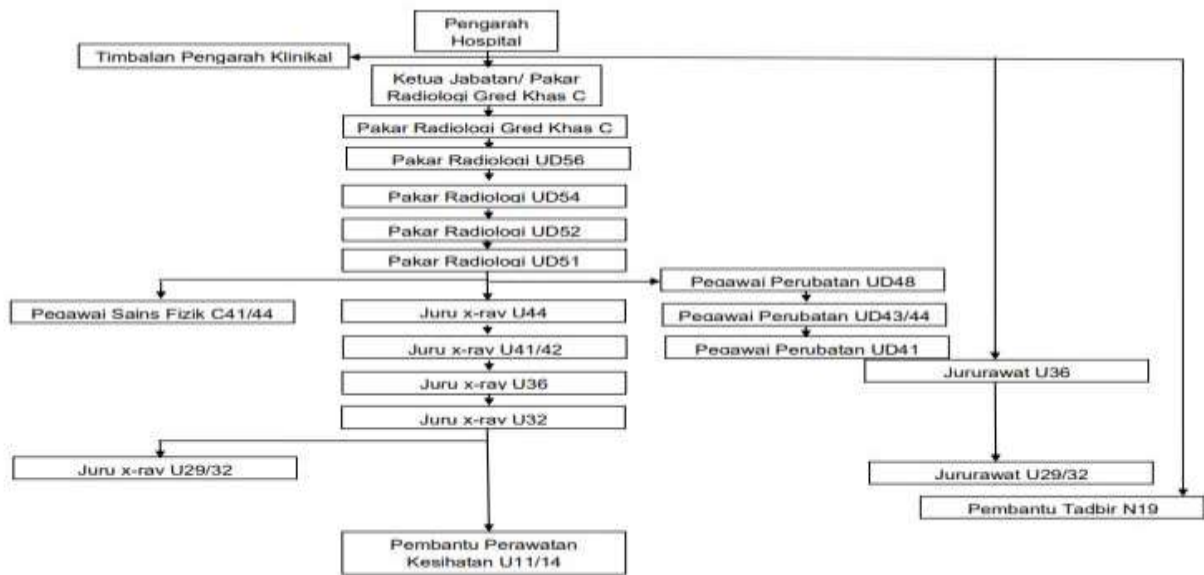 Pengarah
Hospital
Timbalan Pengarah Klinikal
Ketua Jabatan/ Pakar
Radiologi Gred Khas C
Pakar Radiologi Gred Khas C
Pakar Radiologi UD56
Pakar Radiologi UD54
Pakar Radiologi UD52
Pakar Radiologi UD51
Pegawai Perubatan UD48
Pegawai Sains Fizik C41/44
Juru x-ray U44
Pegawai Perubatan UD43/44
Juru x-ray U41/42
Pegawai Perubatan UD41
Jururawat U36
Juru x-ray U36
Juru x-ray U32
Juru x-ray U29/32
Jururawat U29/32
Pembantu Tadbir N19
Pembantu Perawatan
Kesihatan U11/14